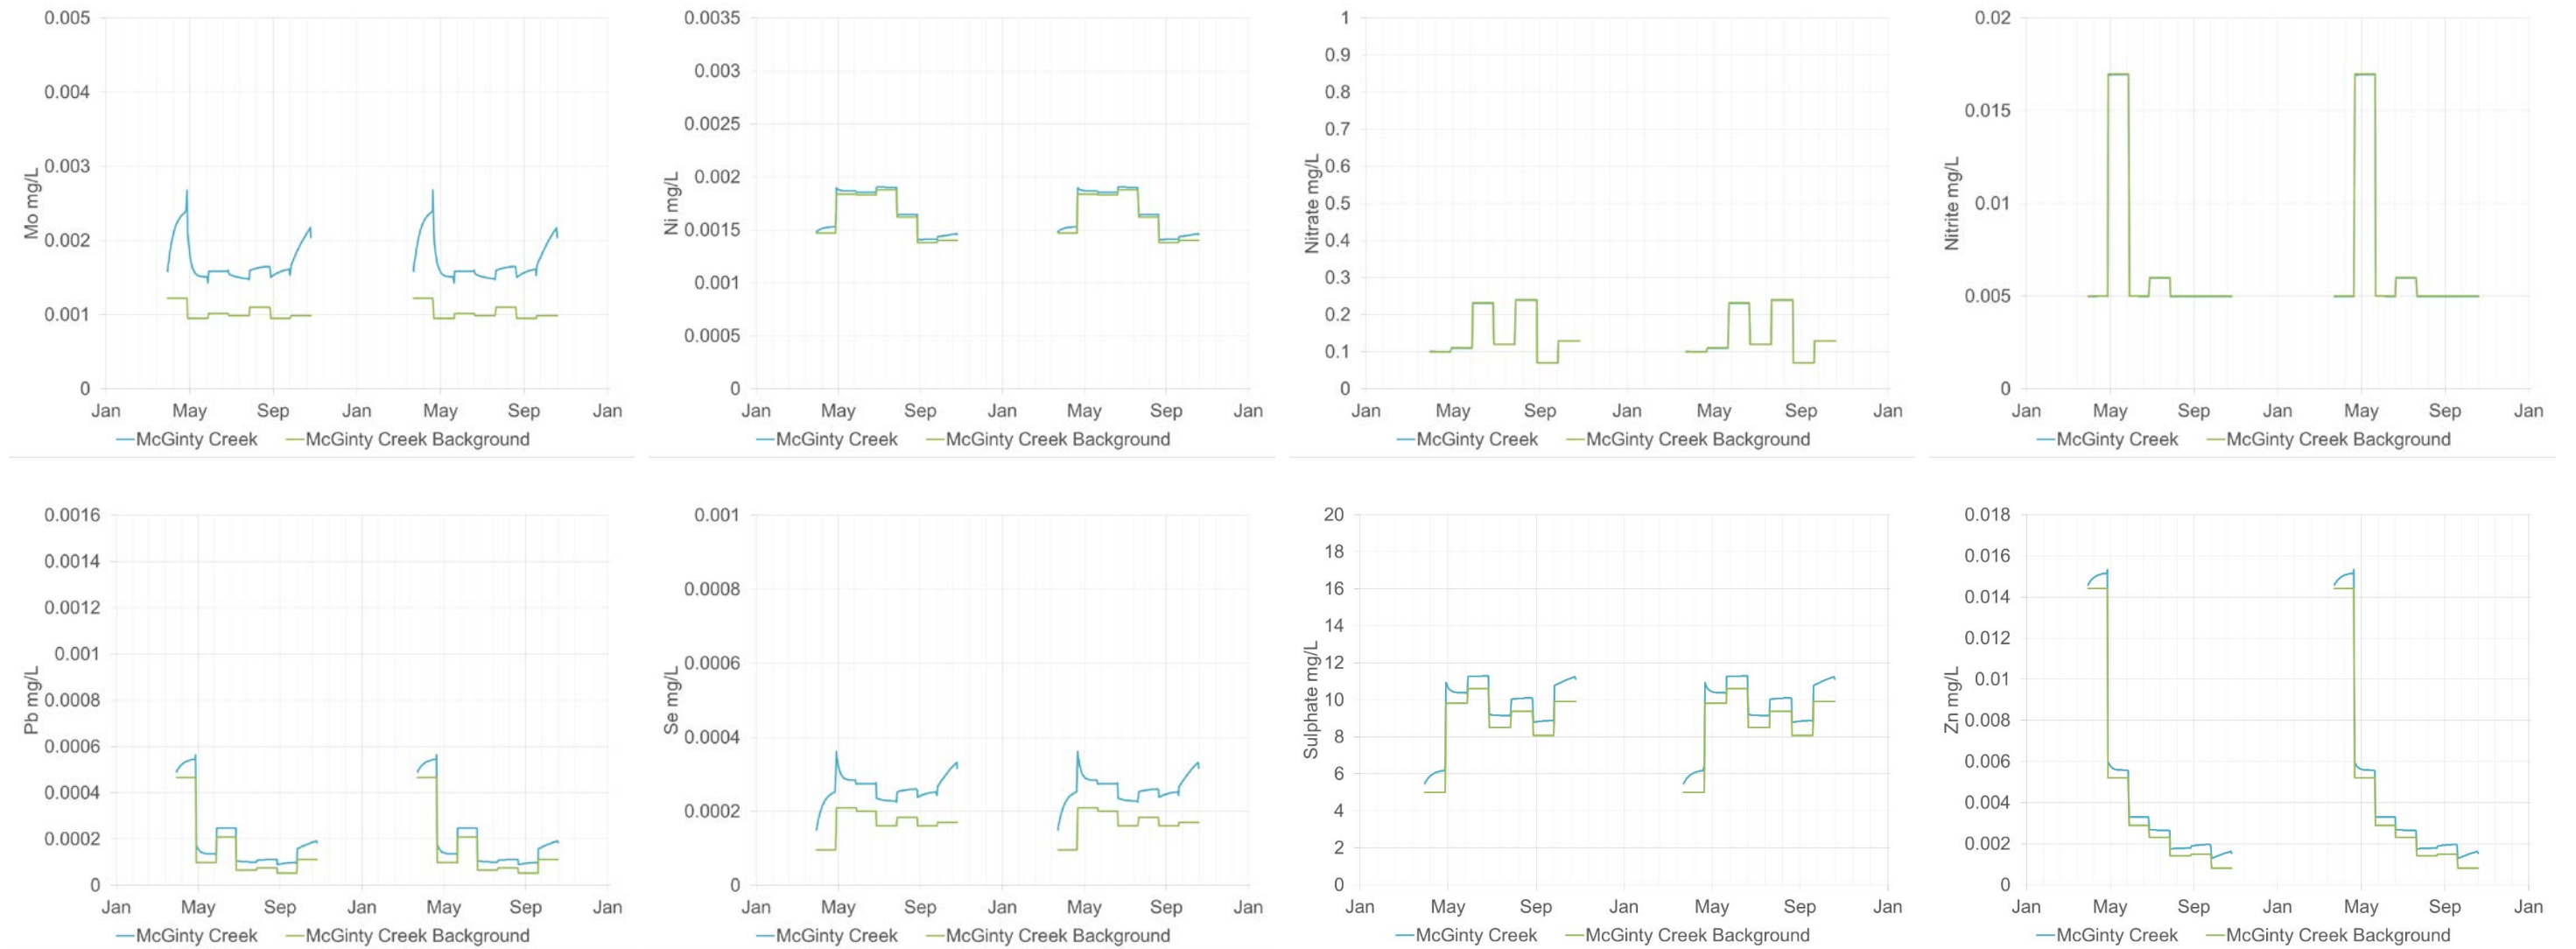 0.005
0.004
0.003
0.002
0.001
0
Mo mg/L
Jan May Sep Jan May Sep Jan
McGinty Creek McGinty Creek Background
0.0035
0.003
0.0025
0.002
0.0015
0.001
0.0005
0
Ni mg/L
Jan May Sep Jan May Sep Jan
McGinty Creek McGinty Creek Background
1
0.9
0.8
0.7
0.6
0.5
0.4
0.3
0.2
0.1
0
Nitrate mg/L
Jan May Sep Jan May Sep Jan
McGinty Creek McGinty Creek Background
0.02
0.015
0.01
0.005
0
Nitrite mg/L
Jan May Sep Jan May Sep Jan
McGinty Creek McGinty Creek Background
0.0016
0.0014
0.0012
0.001
0.0008
0.0006
0.0004
0.0002
0
Pb mg/L
Jan May Sep Jan May Sep Jan
McGinty Creek McGinty Creek Background
0.001
0.0008
0.0006
0.0004
0.0002
0
Se mg/L
Jan May Sep Jan May Sep Jan
McGinty Creek McGinty Creek Background
20
18
16
14
12
10
8
6
4
2
0
Sulphate mg/L
Jan May Sep Jan May Sep Jan
McGinty Creek McGinty Creek Background
0.018
0.016
0.014
0.012
0.01
0.008
0.006
0.004
0.002
0
Zn mg/L
Jan May Sep Jan May Sep Jan
McGinty Creek McGinty Creek Background